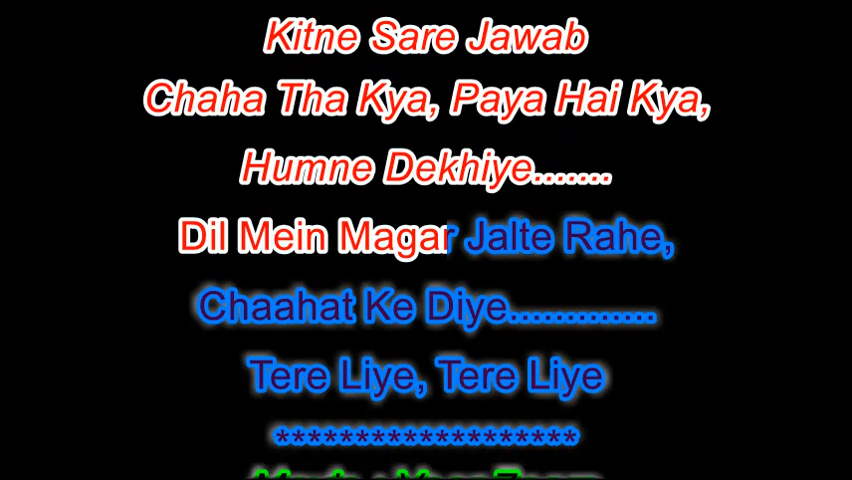 Kitne Sare Jawab
Chaha Tha Kya, Paya Hai Kya,
Humne Dekhiye.......
Dil Mein Magar Jalte Rahe,
Chaahat Ke Diye.............
Tere Liye, Tere Liye
*******************